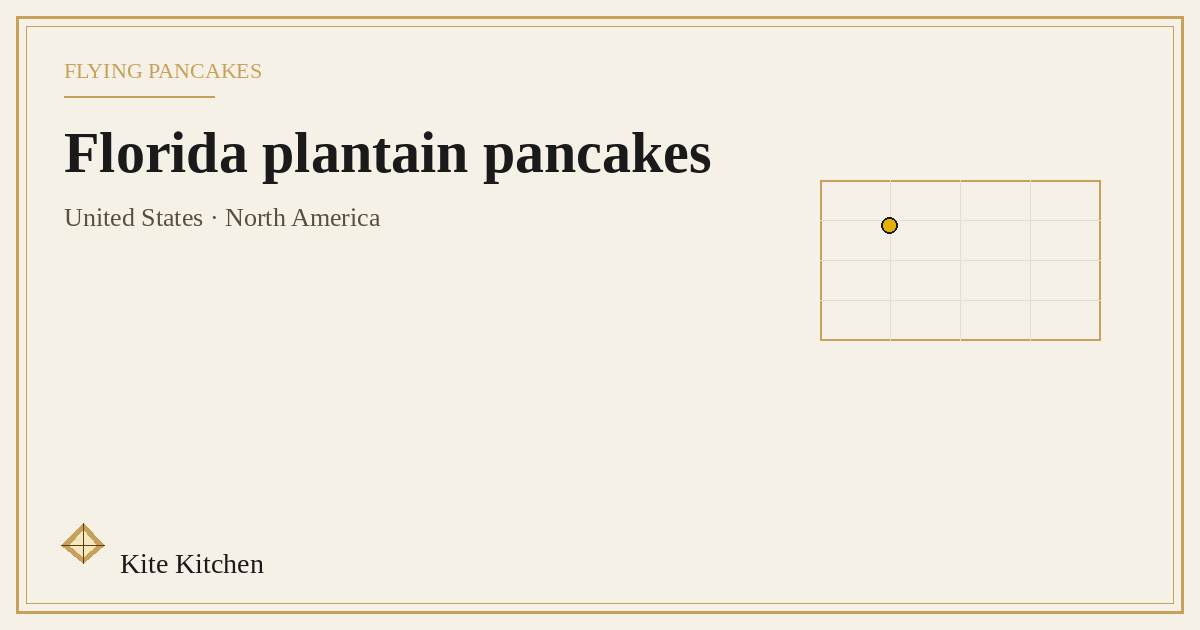 FLYING PANCAKES
Florida plantain pancakes
United States · North America
Kite Kitchen